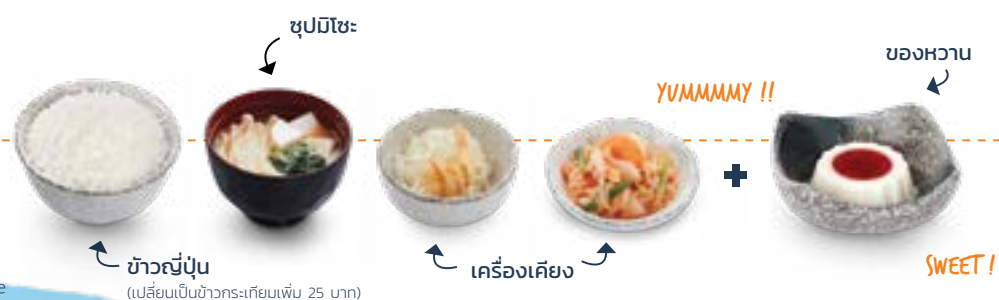 ซุปมิโซะ
ของหวาน
YUMMMMY !!
ข้าวญี่ปุ่น
(เปลี่ยนเป็นข้าวกระเทียมเพิ่ม 25 บาท)
เครื่องเคียง
SWEET !